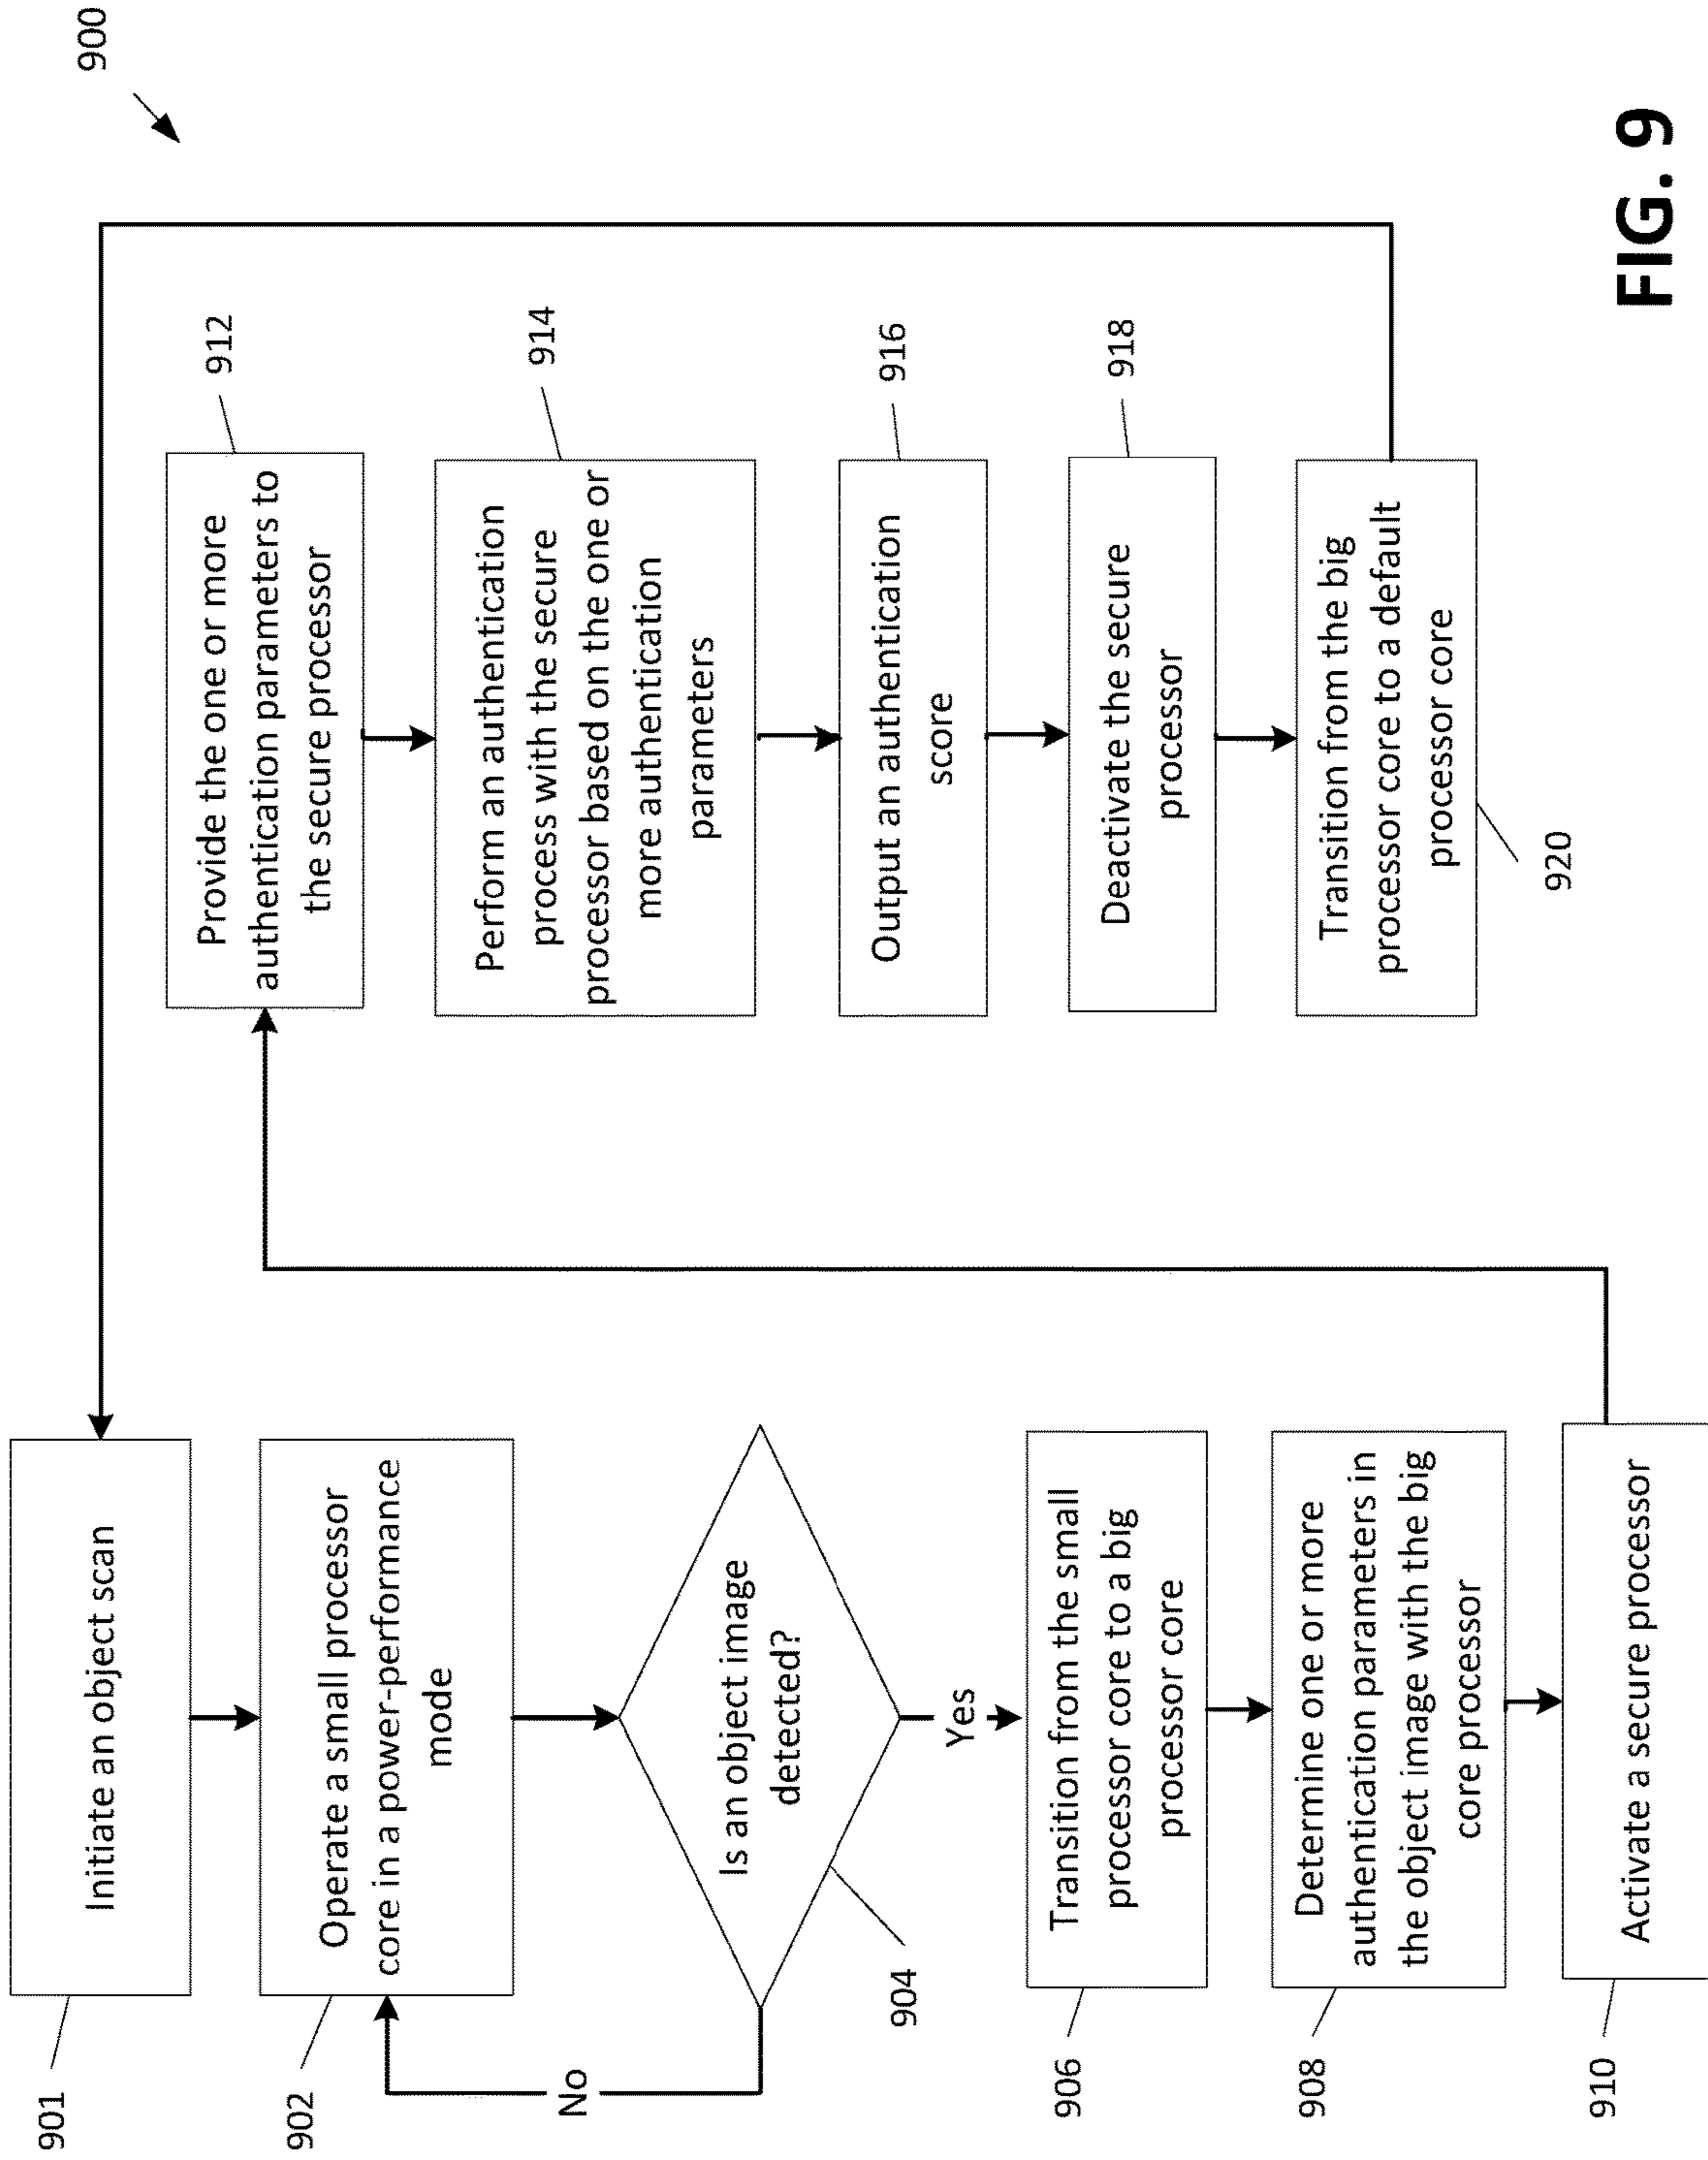 900
901
Initiate an object scan
902
Operate a small processor
core in a power-performance
mode
No
904
Is an object image
detected?
Yes
906
Transition from the small
processor core to a big
processor core
908
Determine one or more
authentication parameters in
the object image with the big
core processor
910
Activate a secure processor
912
Provide the one or more
authentication parameters to
the secure processor
914
Perform an authentication
process with the secure
processor based on the one or
more authentication
parameters
916
Output an authentication
score
918
Deactivate the secure
processor
920
Transition from the big
processor core to a default
processor core
FIG. 9